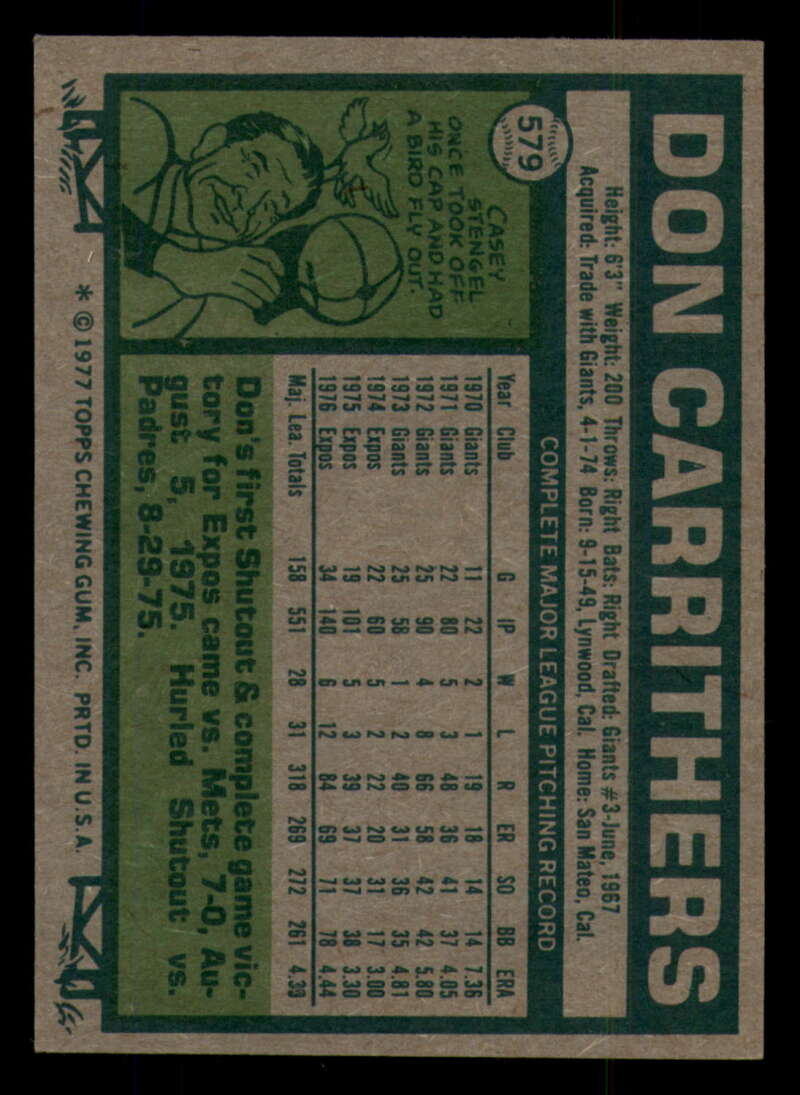 579
DON CARRITHERS
Height: 6'3" Weight: 200 Throws: Right Bats: Right Drafted: Giants #3-June, 1967
Acquired: Trade with Giants, 4-1-74 Born: 9-15-49, Lynwood, Cal. Home: San Mateo, Cal.
COMPLETE MAJOR LEAGUE PITCHING RECORD
Year Club G IP W L R ER SO BB ERA
1970 Giants 11 22 2 1 19 18 14 14 7.36
1971 Giants 22 80 5 3 48 36 41 37 4.05
1972 Giants 25 90 4 8 66 58 42 42 5.80
1973 Giants 25 58 1 2 40 31 36 35 4.81
1974 Expos 22 60 5 2 22 20 31 17 3.00
1975 Expos 19 101 5 3 39 37 37 38 3.30
1976 Expos 34 140 6 12 84 69 71 78 4.44
Maj. Lea. Totals 158 551 28 31 318 269 272 261 4.39
CASEY
STENGEL
ONCE TOOK OFF
HIS CAP AND HAD
A BIRD FLY OUT.
Don's first Shutout & complete game vic-
tory for Expos came vs. Mets, 7-0, Au-
gust 5, 1975. Hurled Shutout vs.
Padres, 8-29-75.
* © 1977 TOPPS CHEWING GUM, INC. PRTD. IN U.S.A.